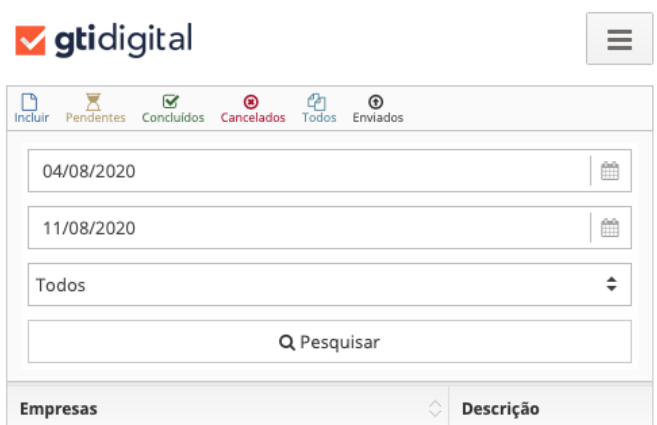 gtidigital
Incluir Pendentes Concluídos Cancelados Todos Enviados
04/08/2020
11/08/2020
Todos
Pesquisar
Empresas Descrição